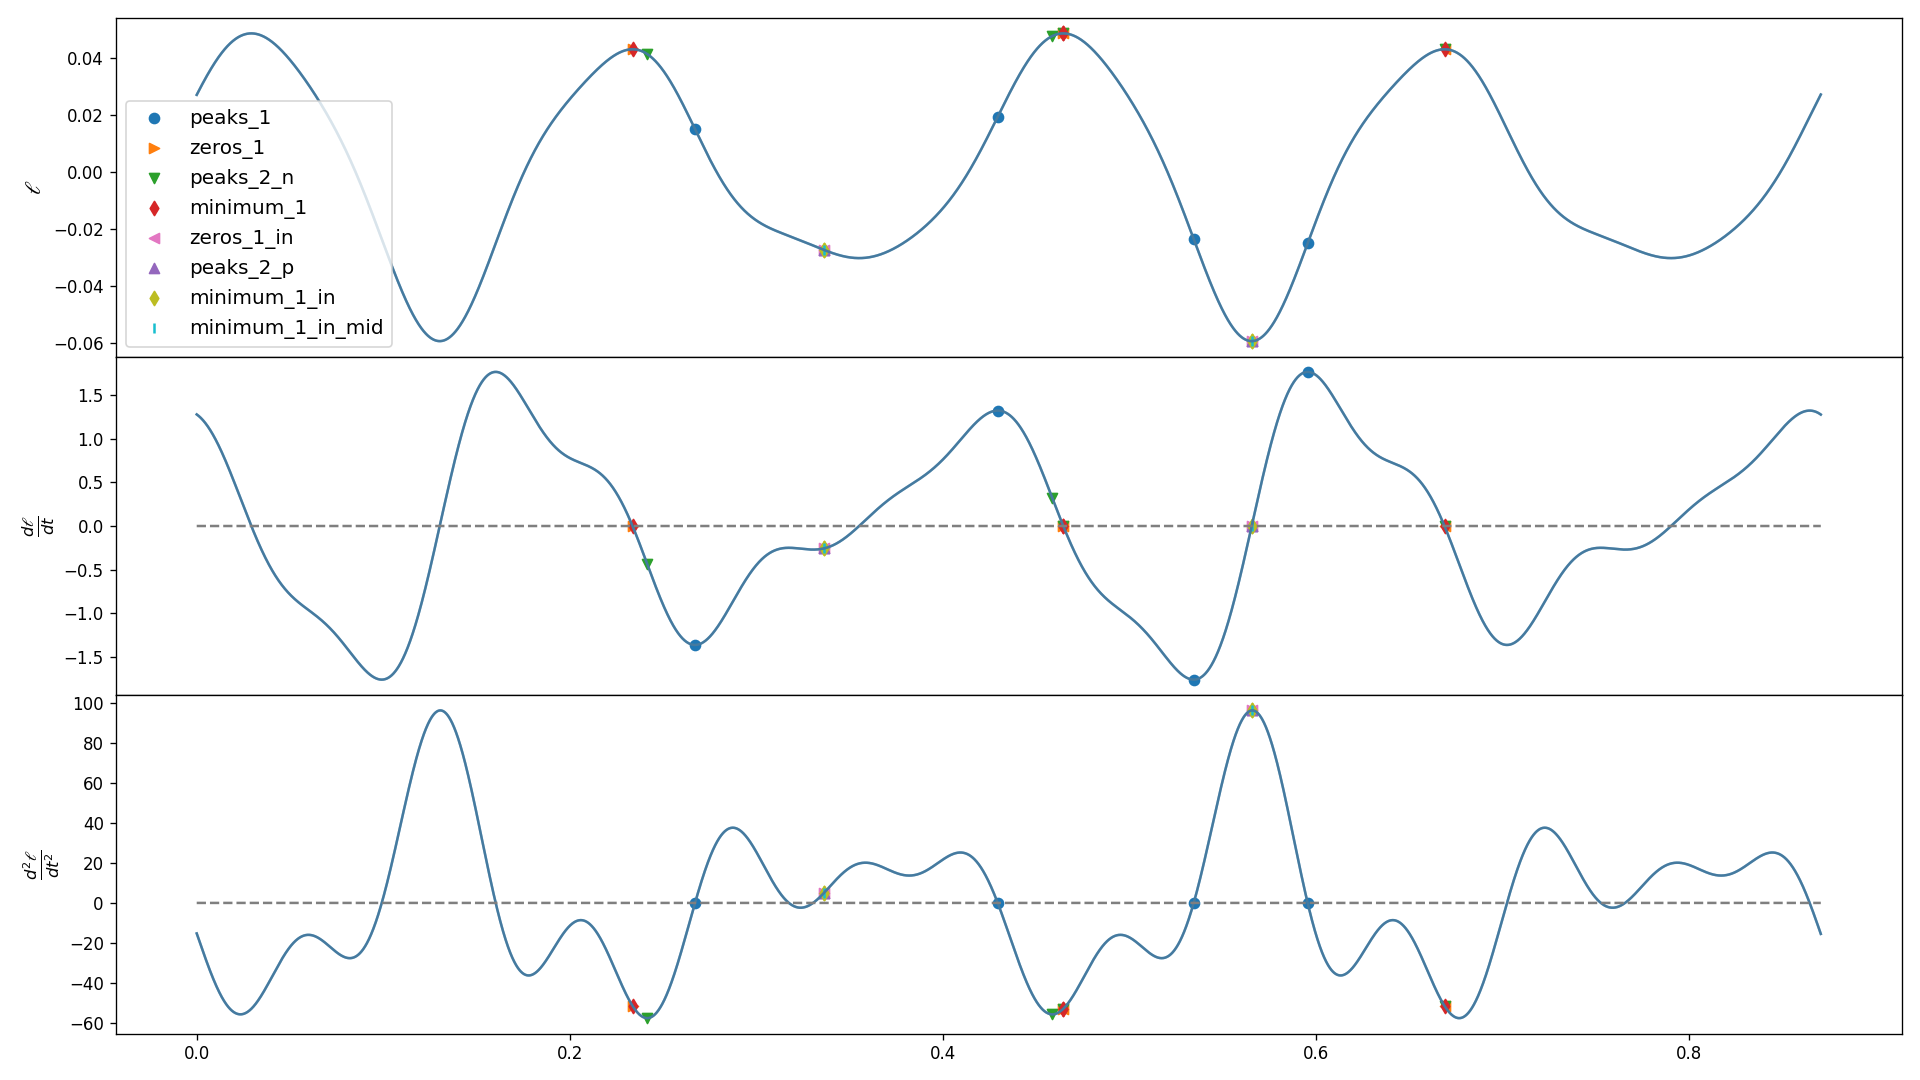 0.04
0.02
0.00
−0.02
−0.04
−0.06
ℓ
peaks_1
zeros_1
peaks_2_n
minimum_1
zeros_1_in
peaks_2_p
minimum_1_in
minimum_1_in_mid
1.5
1.0
0.5
0.0
−0.5
−1.0
−1.5
dℓ
dt
100
80
60
40
20
0
−20
−40
−60
d²ℓ
dt²
0.0 0.2 0.4 0.6 0.8